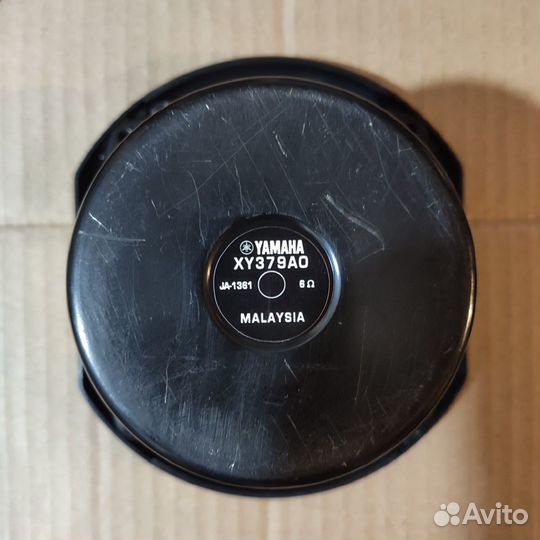 YAMAHA
XY379A0
JA-1361 6 Ω
MALAYSIA
Avito